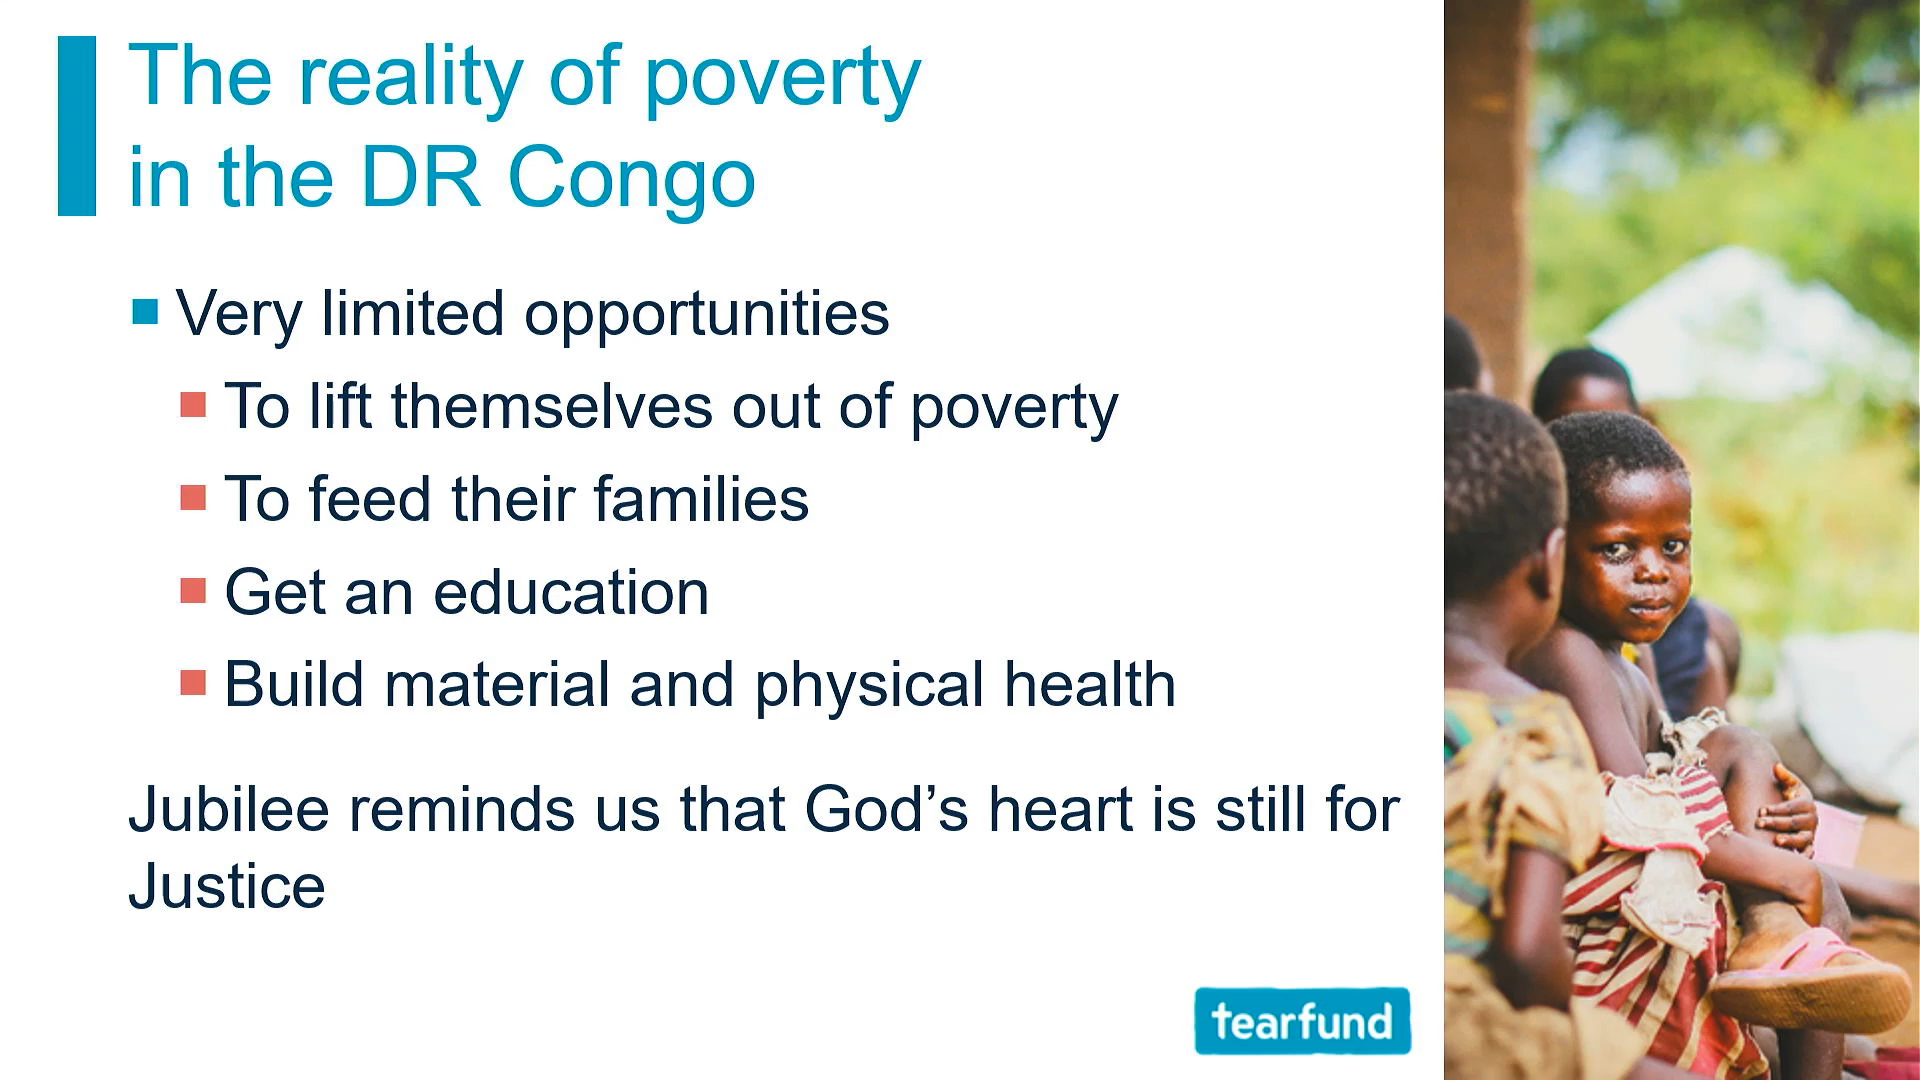 The reality of poverty
in the DR Congo
Very limited opportunities
To lift themselves out of poverty
To feed their families
Get an education
Build material and physical health
Jubilee reminds us that God’s heart is still for
Justice
tearfund